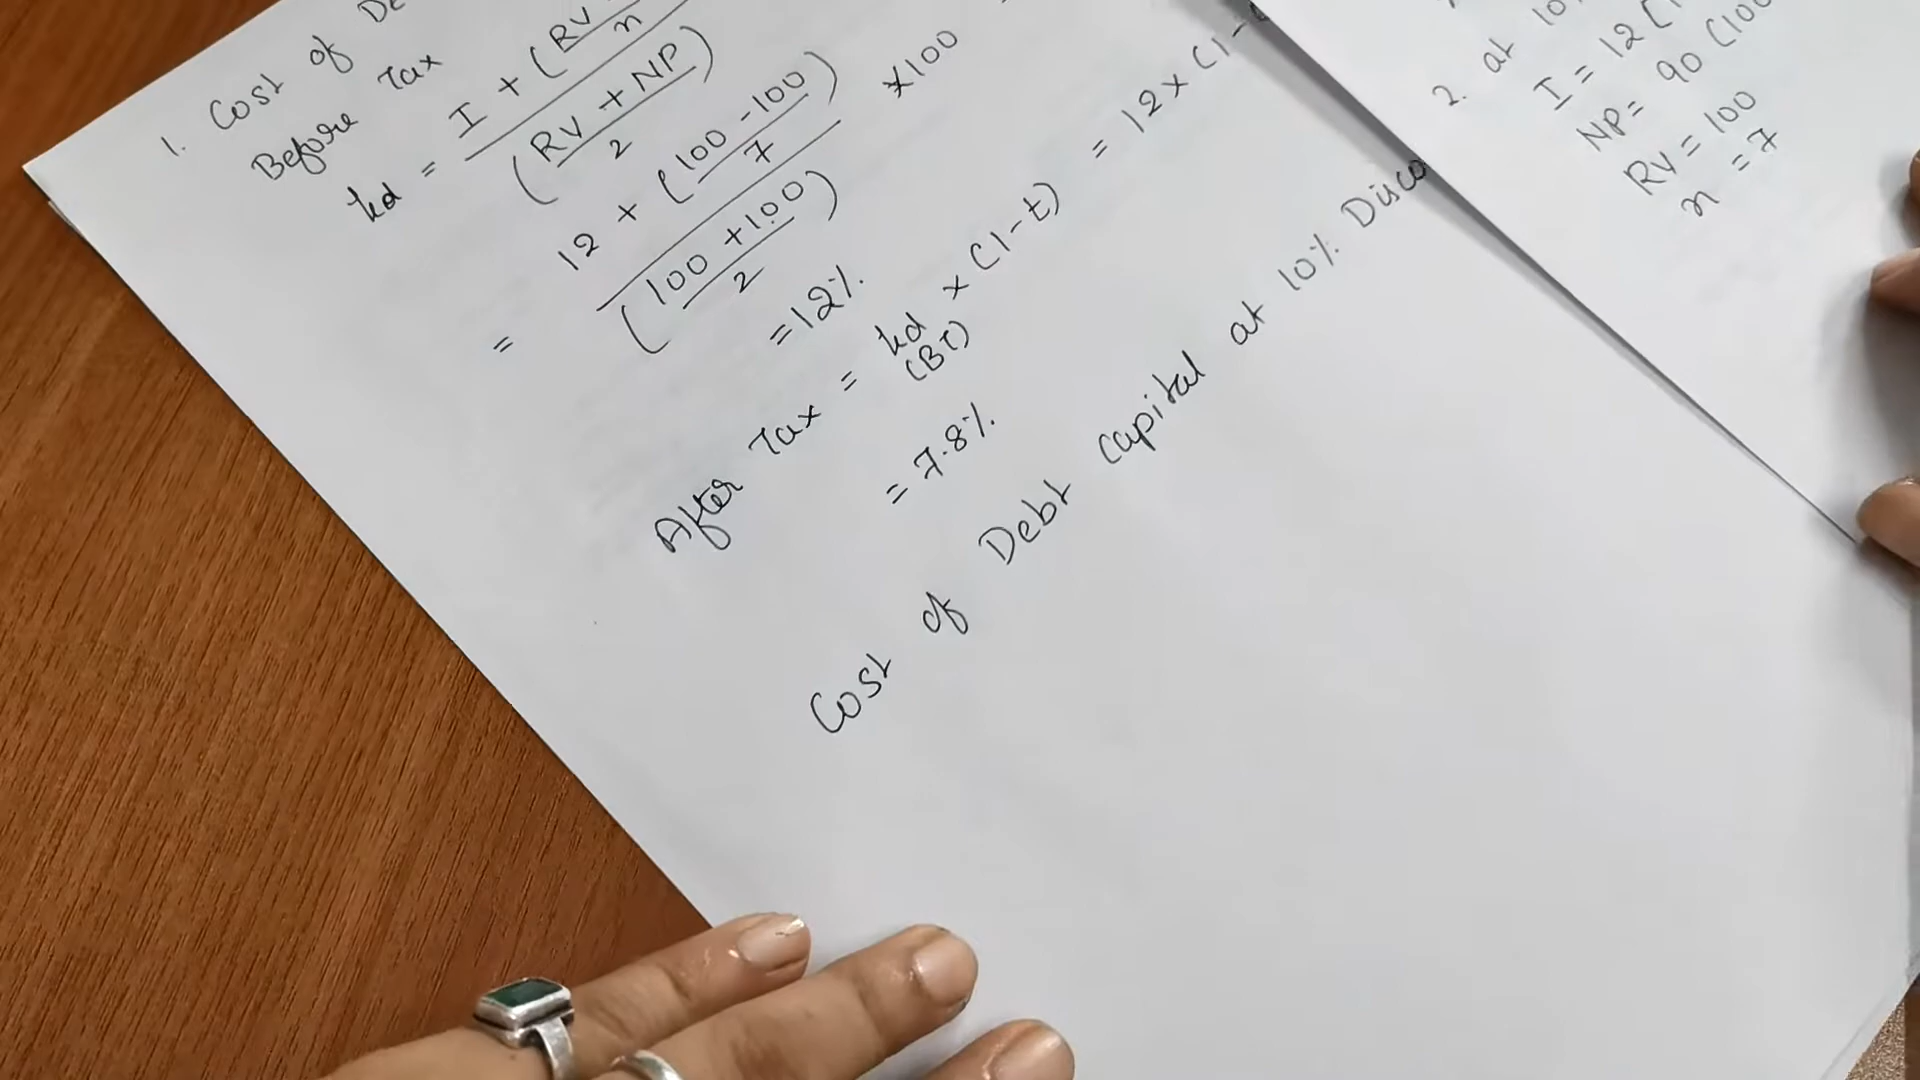 1. Cost of De
Before Tax
kd = I + (RV
n
(RV + NP)
2
= 12 + (100 - 100) × 100
7
(100 + 100)
2
= 12%
After Tax = kd × (1-t) = 12 × (1-
(BT)
= 7.8%
Cost of Debt Capital at 10% Disco
2. at 10
I = 12 (1
NP = 90 (100
RV = 100
n = 7